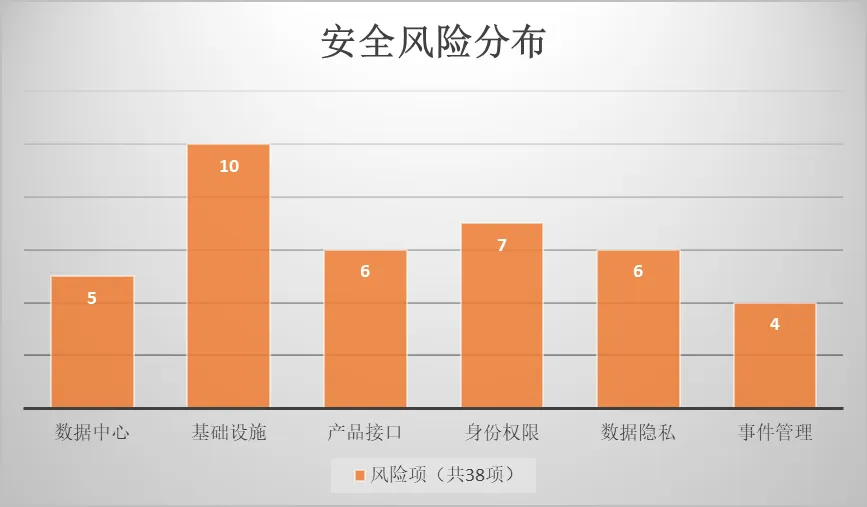 安全风险分布
5
10
6
7
6
4
数据中心
基础设施
产品接口
身份权限
数据隐私
事件管理
风险项（共38项）